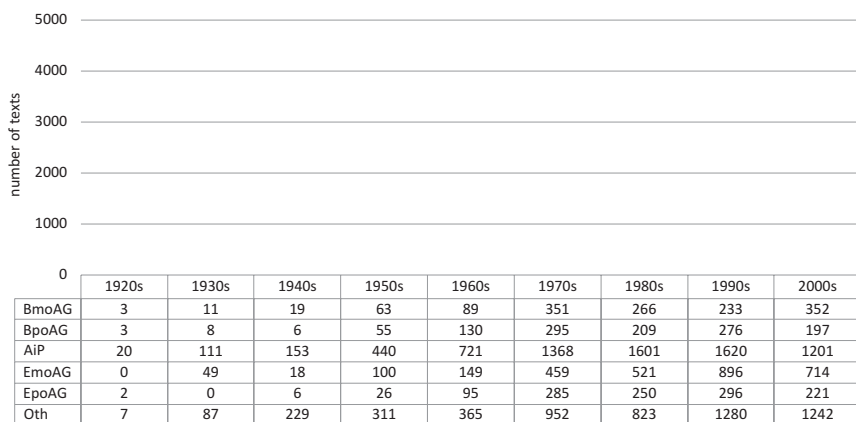 5000
4000
3000
2000
1000
0
number of texts
1920s 1930s 1940s 1950s 1960s 1970s 1980s 1990s 2000s
BmoAG 3 11 19 63 89 351 266 233 352
BpoAG 3 8 6 55 130 295 209 276 197
AiP 20 111 153 440 721 1368 1601 1620 1201
EmoAG 0 49 18 100 149 459 521 896 714
EpoAG 2 0 6 26 95 285 250 296 221
Oth 7 87 229 311 365 952 823 1280 1242